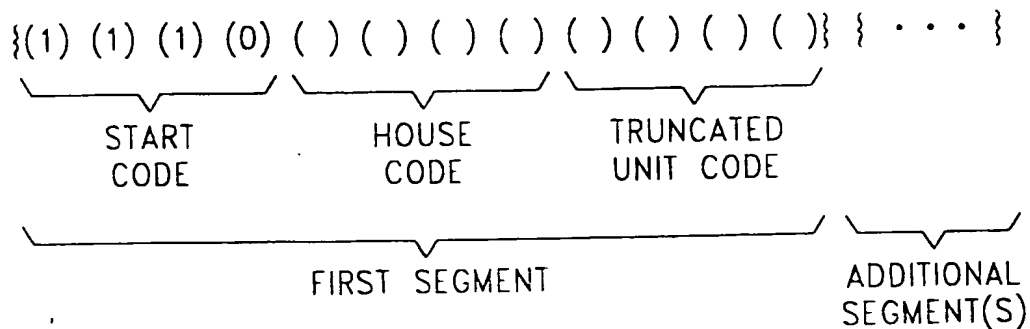 {(1) (1) (1) (0) ( ) ( ) ( ) ( ) ( ) ( ) ( ) ( )} { · · · }
START CODE
HOUSE CODE
TRUNCATED UNIT CODE
FIRST SEGMENT
ADDITIONAL SEGMENT(S)